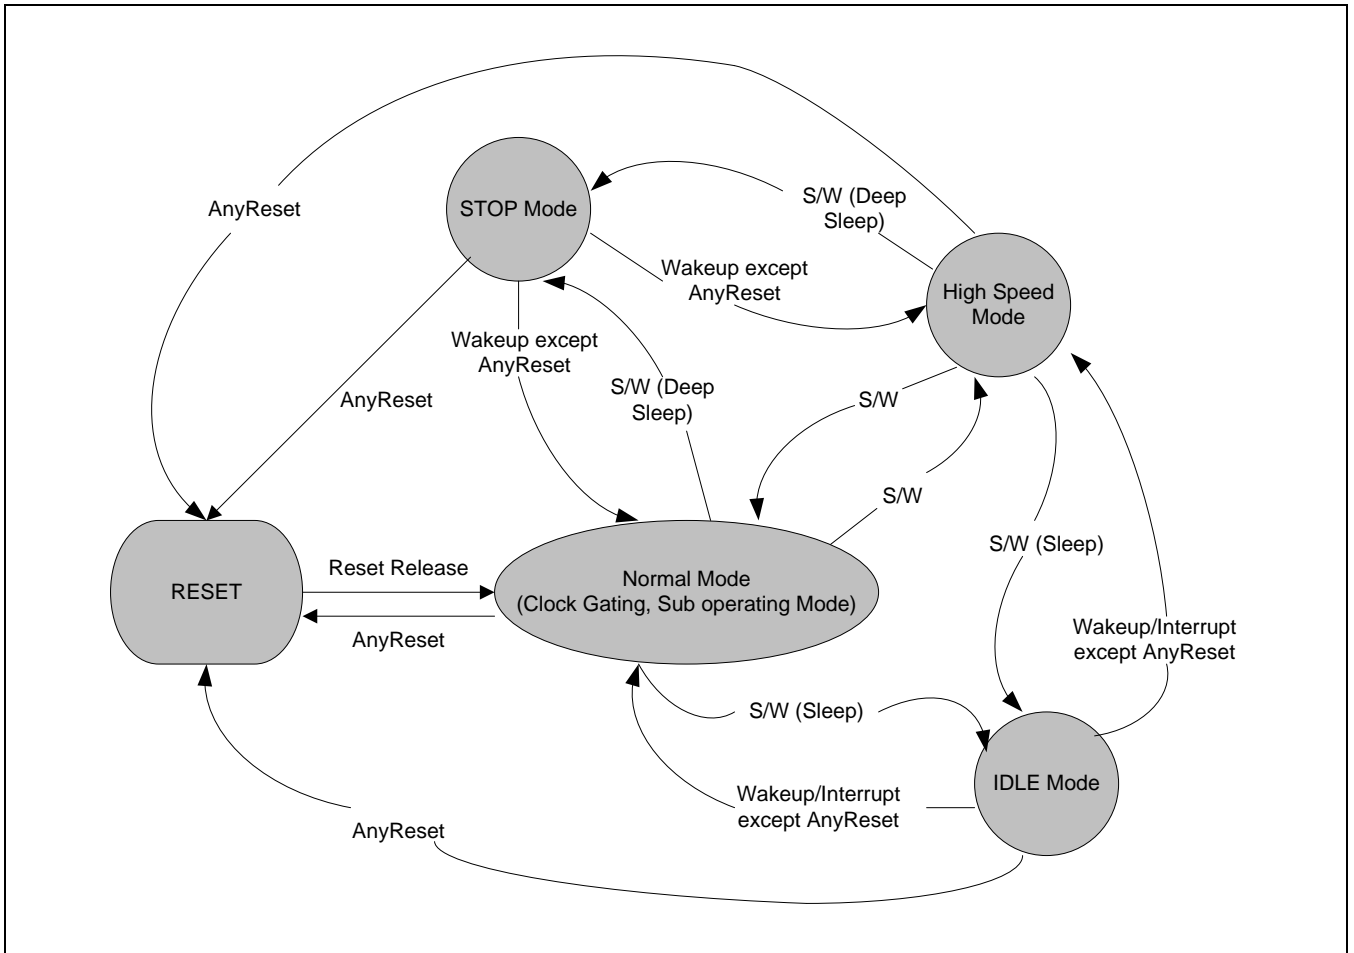 AnyReset
STOP Mode
S/W (Deep
Sleep)
Wakeup except
AnyReset
High Speed
Mode
Wakeup except
AnyReset
S/W (Deep
Sleep)
AnyReset
S/W
S/W
S/W (Sleep)
Reset Release
RESET
Normal Mode
(Clock Gating, Sub operating Mode)
AnyReset
Wakeup/Interrupt
except AnyReset
S/W (Sleep)
IDLE Mode
Wakeup/Interrupt
except AnyReset
AnyReset